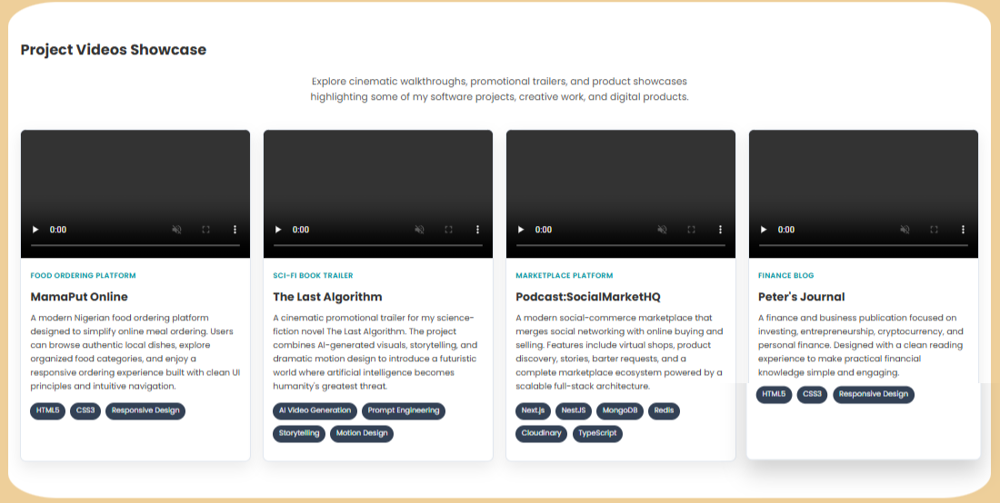 Project Videos Showcase
Explore cinematic walkthroughs, promotional trailers, and product showcases
highlighting some of my software projects, creative work, and digital products.
0:00
0:00
0:00
0:00
FOOD ORDERING PLATFORM
MamaPut Online
A modern Nigerian food ordering platform
designed to simplify online meal ordering. Users
can browse authentic local dishes, explore
organized food categories, and enjoy a
responsive ordering experience built with clean UI
principles and intuitive navigation.
HTML5 CSS3 Responsive Design
SCI-FI BOOK TRAILER
The Last Algorithm
A cinematic promotional trailer for my science-
fiction novel The Last Algorithm. The project
combines AI-generated visuals, storytelling, and
dramatic motion design to introduce a futuristic
world where artificial intelligence becomes
humanity's greatest threat.
AI Video Generation Prompt Engineering
Storytelling Motion Design
MARKETPLACE PLATFORM
Podcast:SocialMarketHQ
A modern social-commerce marketplace that
merges social networking with online buying and
selling. Features include virtual shops, product
discovery, stories, barter requests, and a
complete marketplace ecosystem powered by a
scalable full-stack architecture.
Next.js NestJS MongoDB Redis
Cloudinary TypeScript
FINANCE BLOG
Peter's Journal
A finance and business publication focused on
investing, entrepreneurship, cryptocurrency, and
personal finance. Designed with a clean reading
experience to make practical financial
knowledge simple and engaging.
HTML5 CSS3 Responsive Design